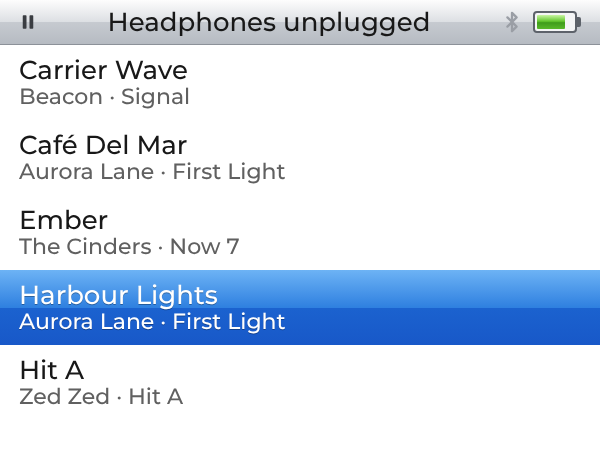 Headphones unplugged
Carrier Wave
Beacon · Signal
Café Del Mar
Aurora Lane · First Light
Ember
The Cinders · Now 7
Harbour Lights
Aurora Lane · First Light
Hit A
Zed Zed · Hit A